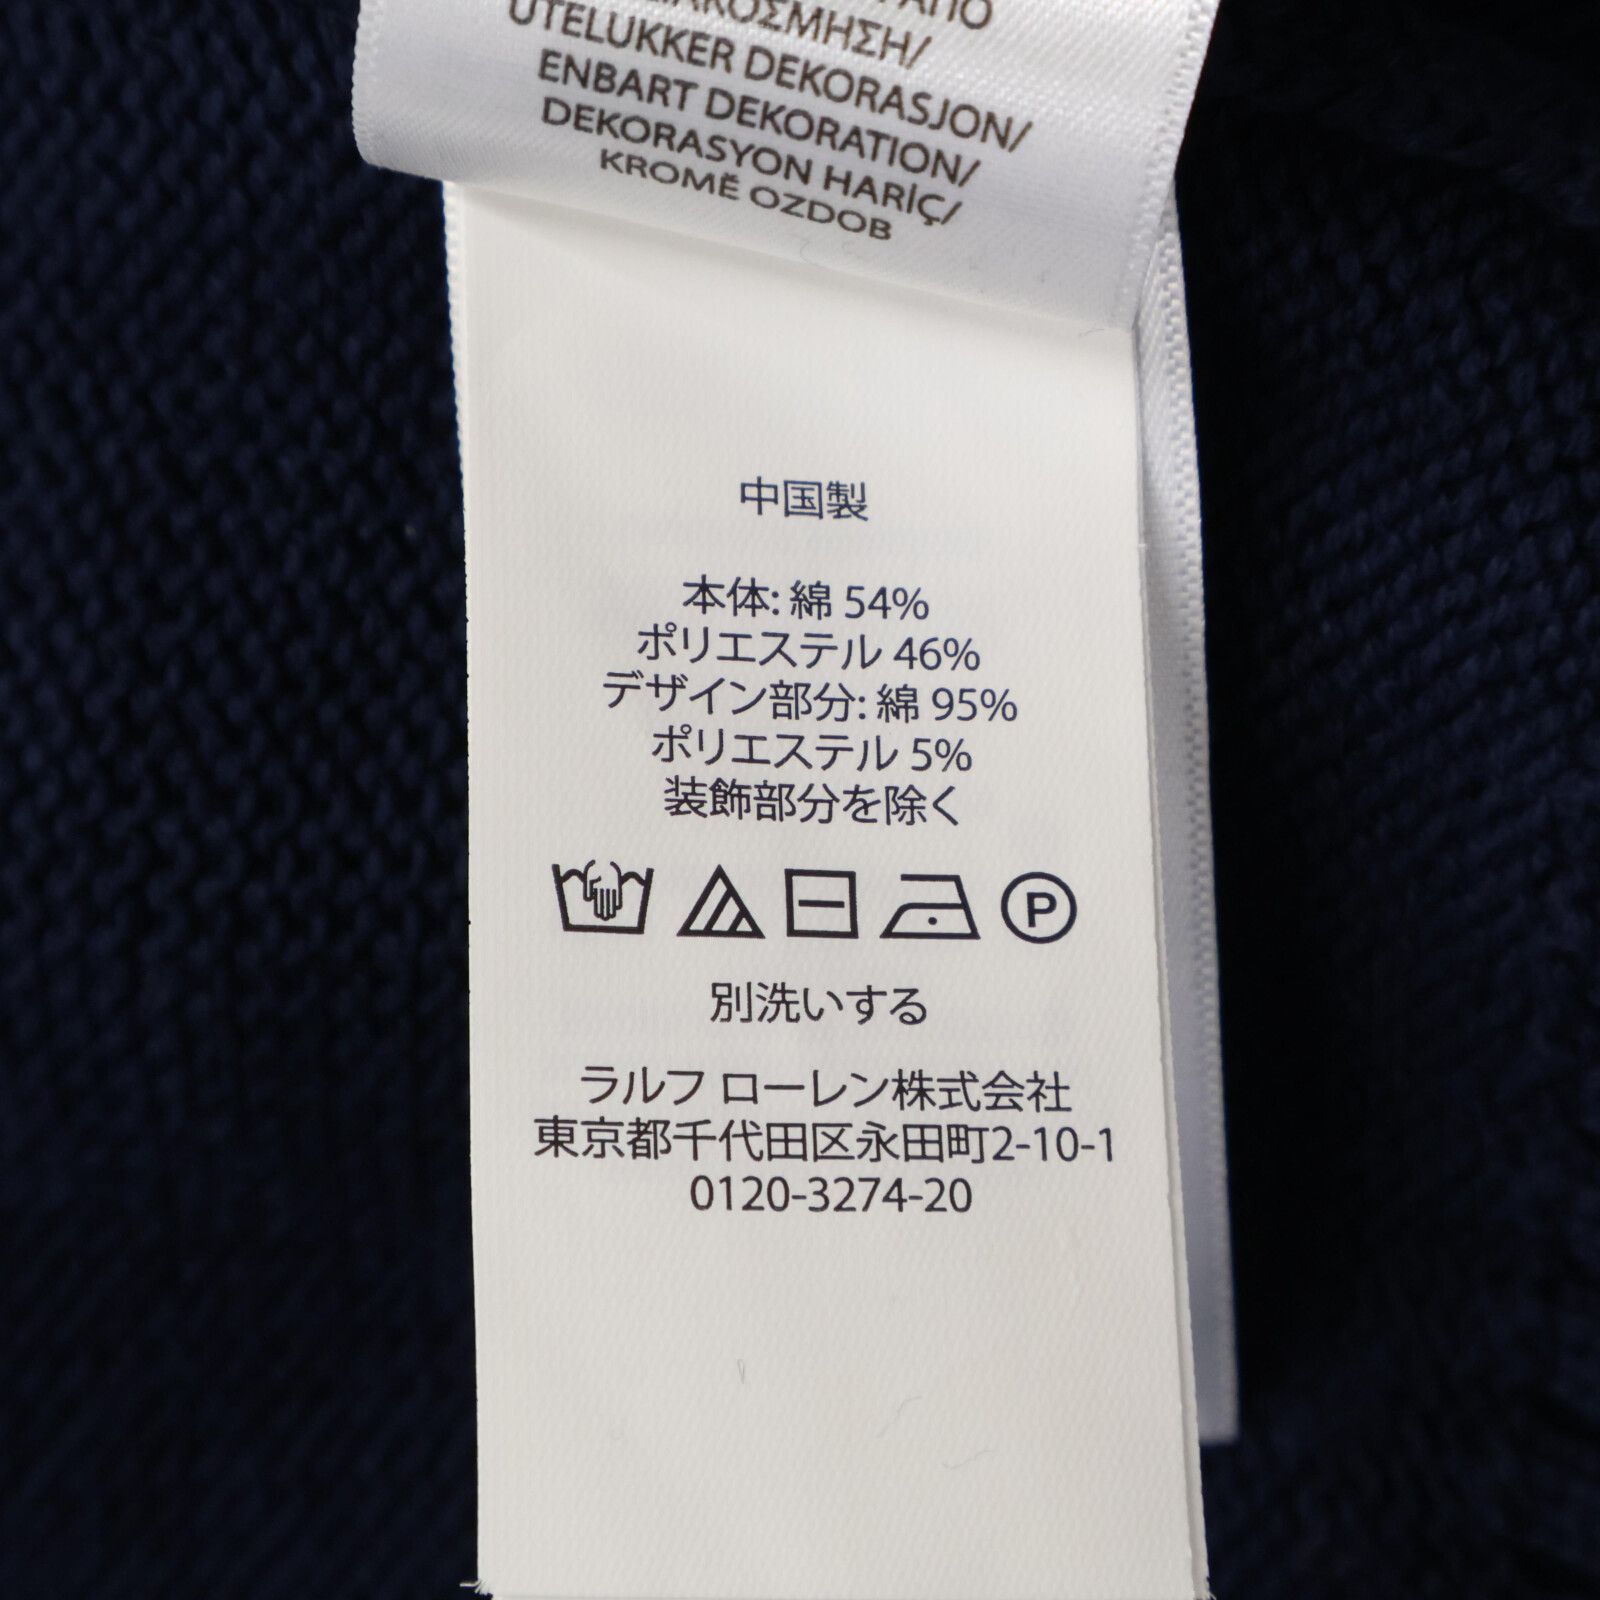 ΔΙΑΚΟΣΜΗΣΗ/
UTELUKKER DEKORASJON/
ENBART DEKORATION/
DEKORASYON HARİÇ/
KROMĚ OZDOB
中国製
本体: 綿 54%
ポリエステル 46%
デザイン部分: 綿 95%
ポリエステル 5%
装飾部分を除く
P
別洗いする
ラルフ ローレン株式会社
東京都千代田区永田町2-10-1
0120-3274-20